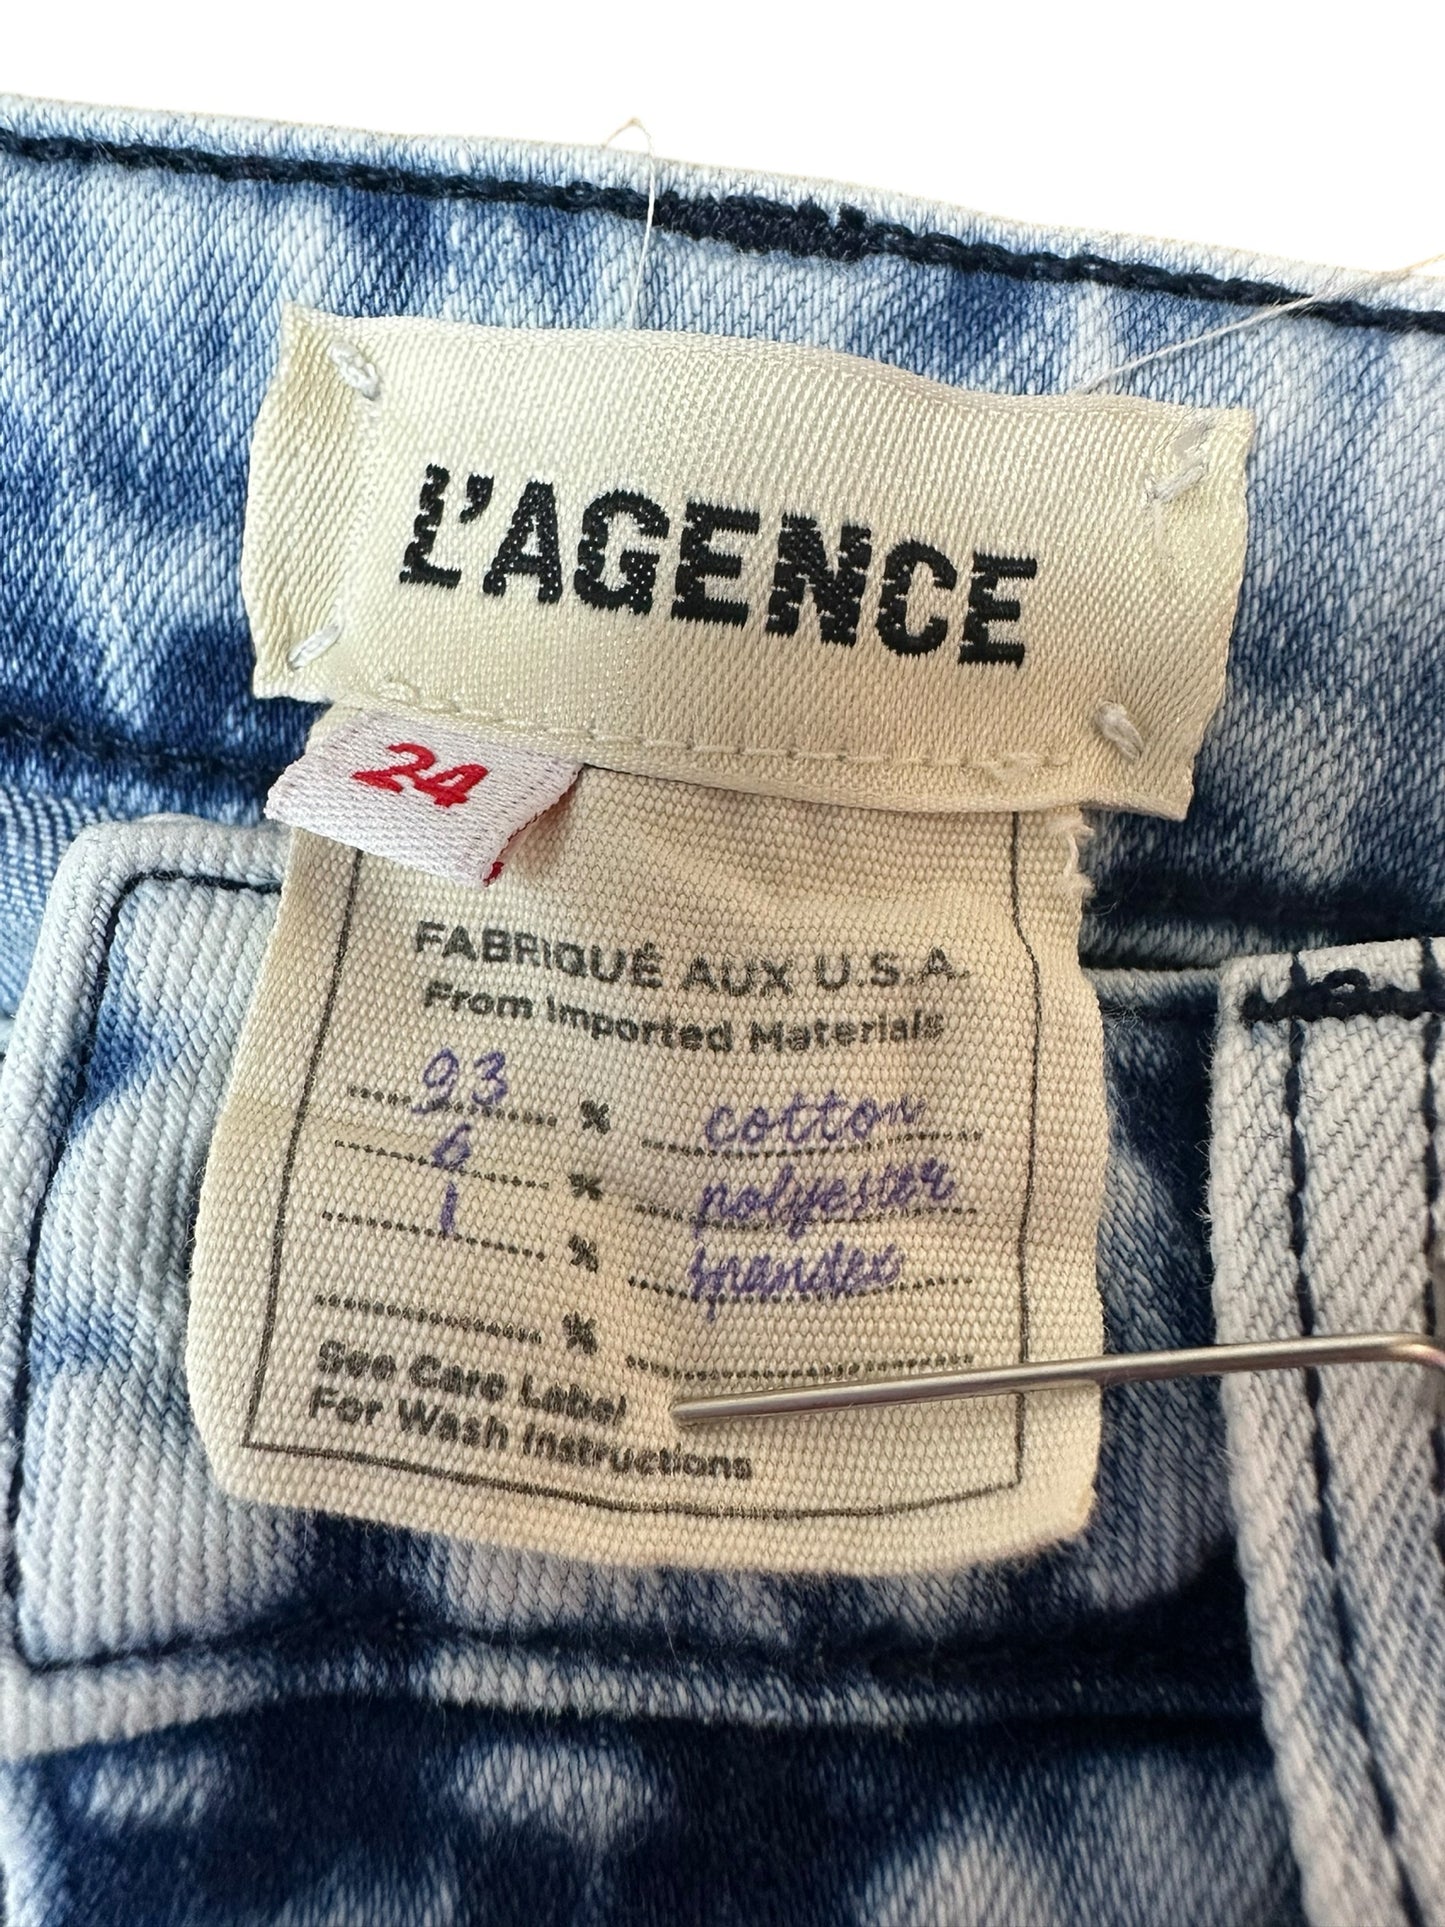 L'AGENCE
24
FABRIQUÉ AUX U.S.A.
From Imported Materials
93 % cotton
6 % polyester
1 % spandex
%
See Care Label
For Wash Instructions